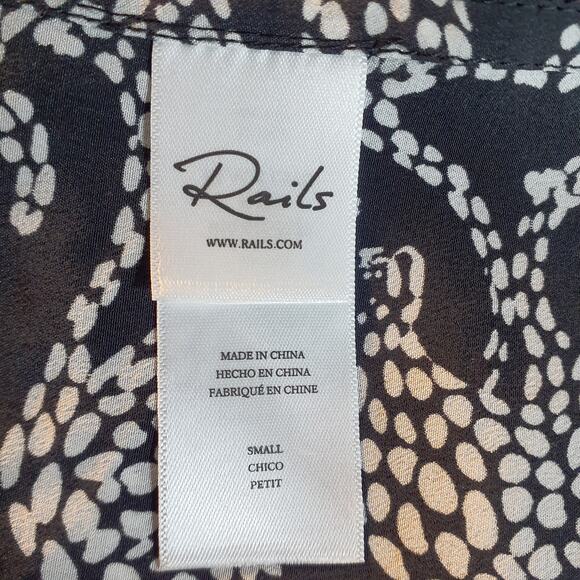 Rails
WWW.RAILS.COM
MADE IN CHINA
HECHO EN CHINA
FABRIQUÉ EN CHINE
SMALL
CHICO
PETIT